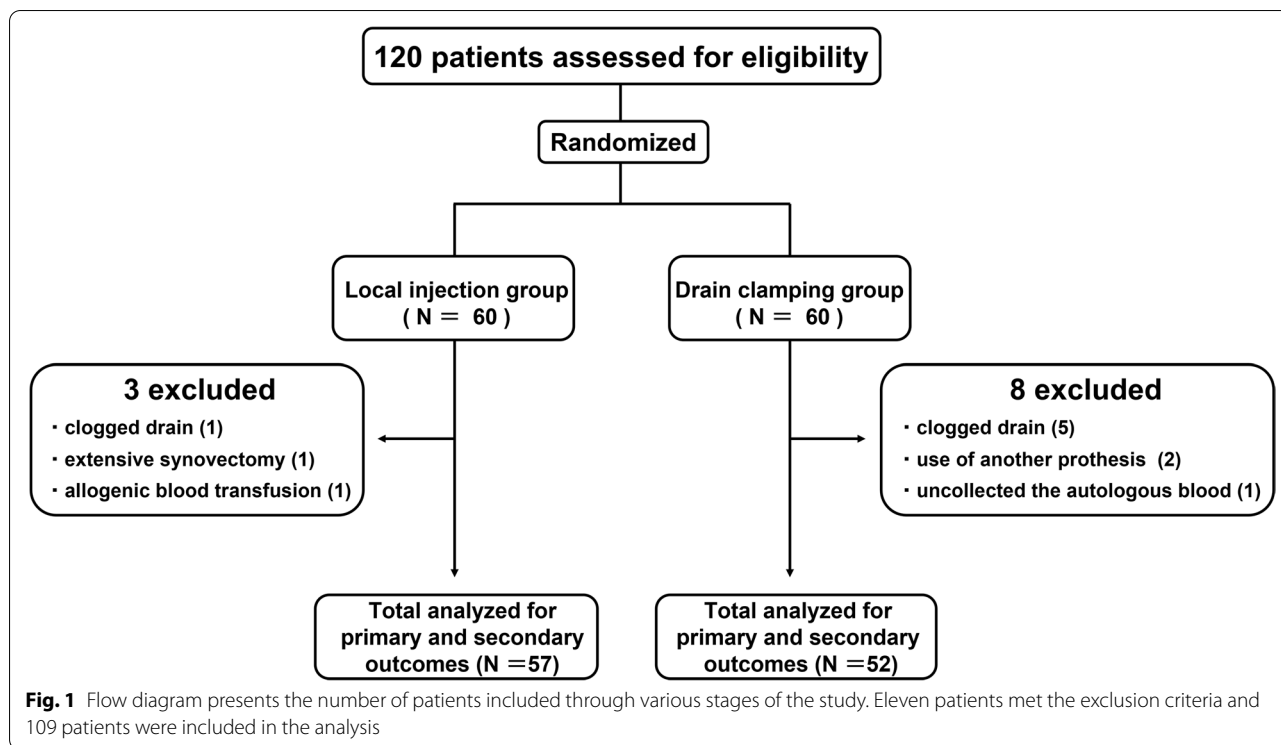 120 patients assessed for eligibility
Randomized
Local injection group
( N = 60 )
Drain clamping group
( N = 60 )
3 excluded
・clogged drain (1)
・extensive synovectomy (1)
・allogenic blood transfusion (1)
8 excluded
・clogged drain (5)
・use of another prothesis (2)
・uncollected the autologous blood (1)
Total analyzed for
primary and secondary
outcomes (N =57)
Total analyzed for
primary and secondary
outcomes (N =52)
Fig. 1 Flow diagram presents the number of patients included through various stages of the study. Eleven patients met the exclusion criteria and
109 patients were included in the analysis